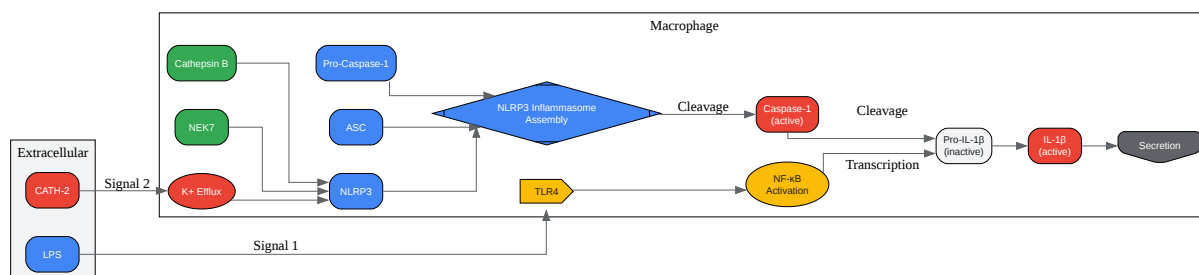 Macrophage
Cathepsin B
Pro-Caspase-1
NLRP3 Inflammasome
Assembly
Cleavage
Caspase-1
(active)
Cleavage
NEK7
ASC
Pro-IL-1β
(inactive)
IL-1β
(active)
Secretion
Extracellular
Transcription
CATH-2
Signal 2
K+ Efflux
NLRP3
TLR4
NF-κB
Activation
LPS
Signal 1